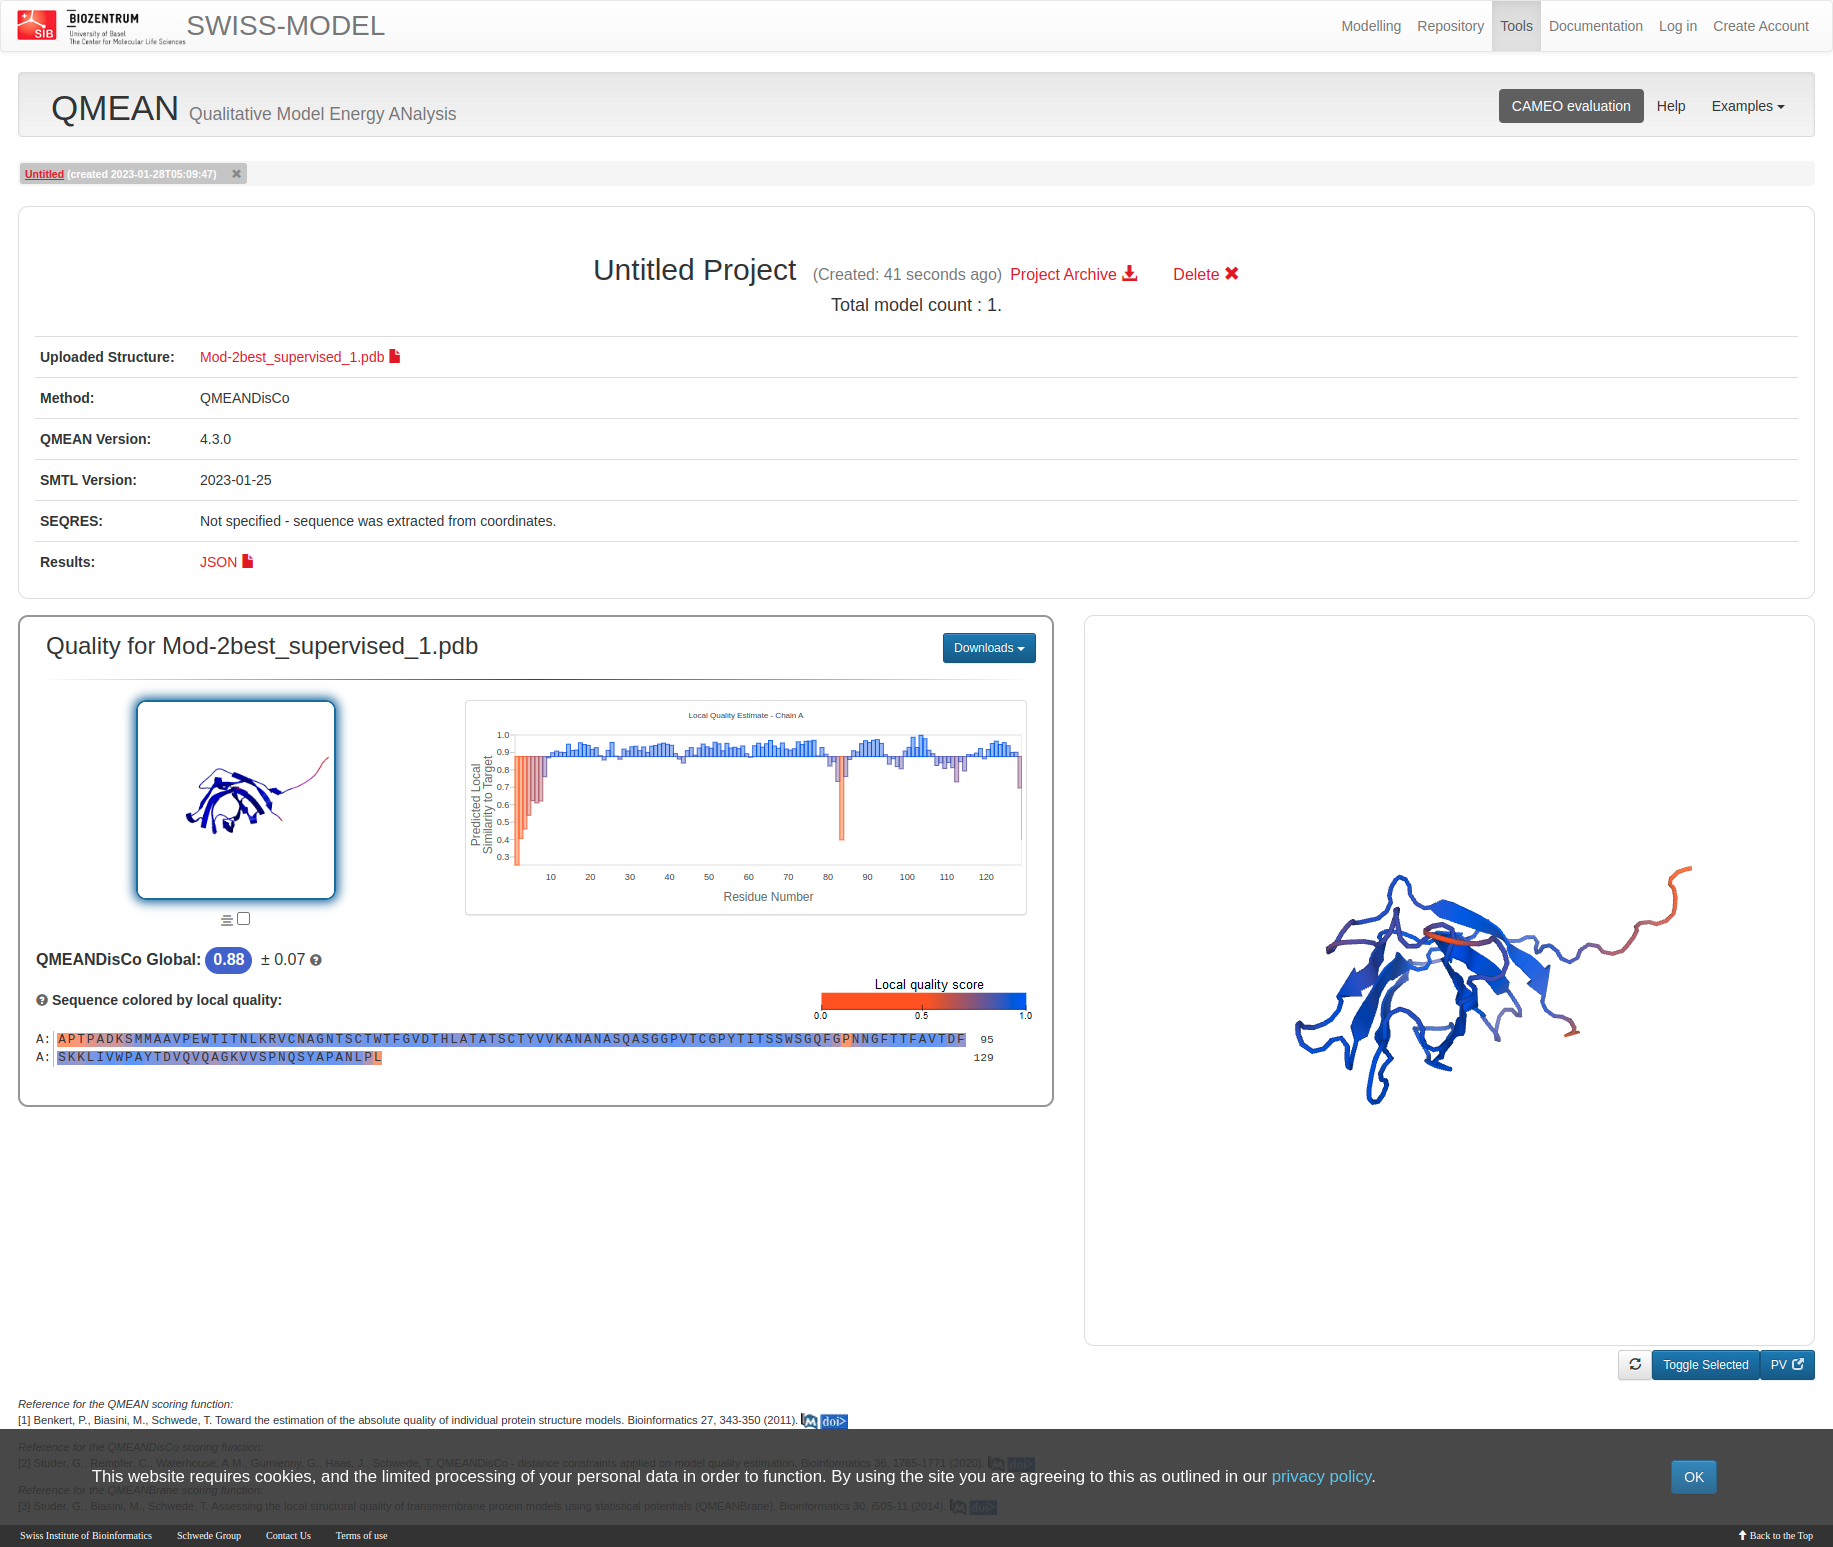 SIB
BIOZENTRUM
University of Basel
The Center for Molecular Life Sciences
SWISS-MODEL
Modelling Repository Tools Documentation Log in Create Account
QMEAN Qualitative Model Energy ANalysis
CAMEO evaluation Help Examples
Untitled (created 2023-01-28T05:09:47)
Untitled Project (Created: 41 seconds ago) Project Archive Delete
Total model count : 1.
Uploaded Structure: Mod-2best_supervised_1.pdb
Method: QMEANDisCo
QMEAN Version: 4.3.0
SMTL Version: 2023-01-25
SEQRES: Not specified - sequence was extracted from coordinates.
Results: JSON
Quality for Mod-2best_supervised_1.pdb
Downloads
Local Quality Estimate - Chain A
Predicted Local
Similarity to Target
1.0
0.9
0.8
0.7
0.6
0.5
0.4
0.3
10 20 30 40 50 60 70 80 90 100 110 120
Residue Number
QMEANDisCo Global: 0.88 ± 0.07
Sequence colored by local quality:
Local quality score
0.0 0.5 1.0
A: APTPADKSMMAAVPEWTITNLKRVCNAGNTSCTWTFGVDTHLATATSCTYVVKANANASQASGGPVTCGPYTITSSWSGQFGPNNGFTTFAVTDF 95
A: SKKLIVWPAYTDVQVQAGKVVSPNQSYAPANLPL 129
Toggle Selected PV
Reference for the QMEAN scoring function:
[1] Benkert, P., Biasini, M., Schwede, T. Toward the estimation of the absolute quality of individual protein structure models. Bioinformatics 27, 343-350 (2011). M doi>
Reference for the QMEANDisCo scoring function:
[2] Studer, G., Rempfer, C., Waterhouse, A.M., Gumienny, G., Haas, J., Schwede, T. QMEANDisCo - distance constraints applied on model quality estimation. Bioinformatics 36, 1765-1771 (2020). M doi>
This website requires cookies, and the limited processing of your personal data in order to function. By using the site you are agreeing to this as outlined in our privacy policy.
OK
Reference for the QMEANBrane scoring function:
[3] Studer, G., Biasini, M., Schwede, T. Assessing the local structural quality of transmembrane protein models using statistical potentials (QMEANBrane). Bioinformatics 30, i505-11 (2014). M doi>
Swiss Institute of Bioinformatics Schwede Group Contact Us Terms of use
Back to the Top